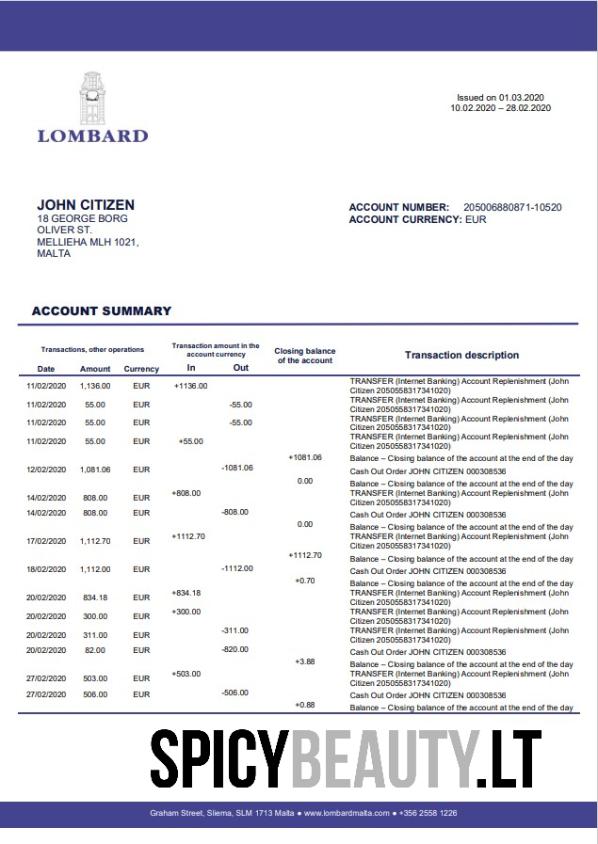 Issued on 01.03.2020
10.02.2020 – 28.02.2020
LOMBARD
JOHN CITIZEN
18 GEORGE BORG
OLIVER ST.
MELLIEHA MLH 1021,
MALTA
ACCOUNT NUMBER: 205006880871-10520
ACCOUNT CURRENCY: EUR
ACCOUNT SUMMARY
Transactions, other operations
Transaction amount in the
account currency
Closing balance
of the account
Transaction description
Date Amount Currency In Out
11/02/2020 1,136.00 EUR +1136.00 TRANSFER (Internet Banking) Account Replenishment (John
Citizen 2050558317341020)
11/02/2020 55.00 EUR -55.00 TRANSFER (Internet Banking) Account Replenishment (John
Citizen 2050558317341020)
11/02/2020 55.00 EUR -55.00 TRANSFER (Internet Banking) Account Replenishment (John
Citizen 2050558317341020)
11/02/2020 55.00 EUR +55.00 TRANSFER (Internet Banking) Account Replenishment (John
Citizen 2050558317341020)
+1081.06 Balance – Closing balance of the account at the end of the day
12/02/2020 1,081.06 EUR -1081.06 Cash Out Order JOHN CITIZEN 000308536
0.00 Balance – Closing balance of the account at the end of the day
14/02/2020 808.00 EUR +808.00 TRANSFER (Internet Banking) Account Replenishment (John
Citizen 2050558317341020)
14/02/2020 808.00 EUR -808.00 Cash Out Order JOHN CITIZEN 000308536
0.00 Balance – Closing balance of the account at the end of the day
17/02/2020 1,112.70 EUR +1112.70 TRANSFER (Internet Banking) Account Replenishment (John
Citizen 2050558317341020)
+1112.70 Balance – Closing balance of the account at the end of the day
18/02/2020 1,112.00 EUR -1112.00 Cash Out Order JOHN CITIZEN 000308536
+0.70 Balance – Closing balance of the account at the end of the day
20/02/2020 834.18 EUR +834.18 TRANSFER (Internet Banking) Account Replenishment (John
Citizen 2050558317341020)
20/02/2020 300.00 EUR +300.00 TRANSFER (Internet Banking) Account Replenishment (John
Citizen 2050558317341020)
20/02/2020 311.00 EUR -311.00 TRANSFER (Internet Banking) Account Replenishment (John
Citizen 2050558317341020)
20/02/2020 82.00 EUR -820.00 Cash Out Order JOHN CITIZEN 000308536
+3.88 Balance – Closing balance of the account at the end of the day
27/02/2020 503.00 EUR +503.00 TRANSFER (Internet Banking) Account Replenishment (John
Citizen 2050558317341020)
27/02/2020 506.00 EUR -506.00 Cash Out Order JOHN CITIZEN 000308536
+0.88 Balance – Closing balance of the account at the end of the day
SPICYBEAUTY.LT
Graham Street, Sliema, SLM 1713 Malta ● www.lombardmalta.com ● +356 2558 1226